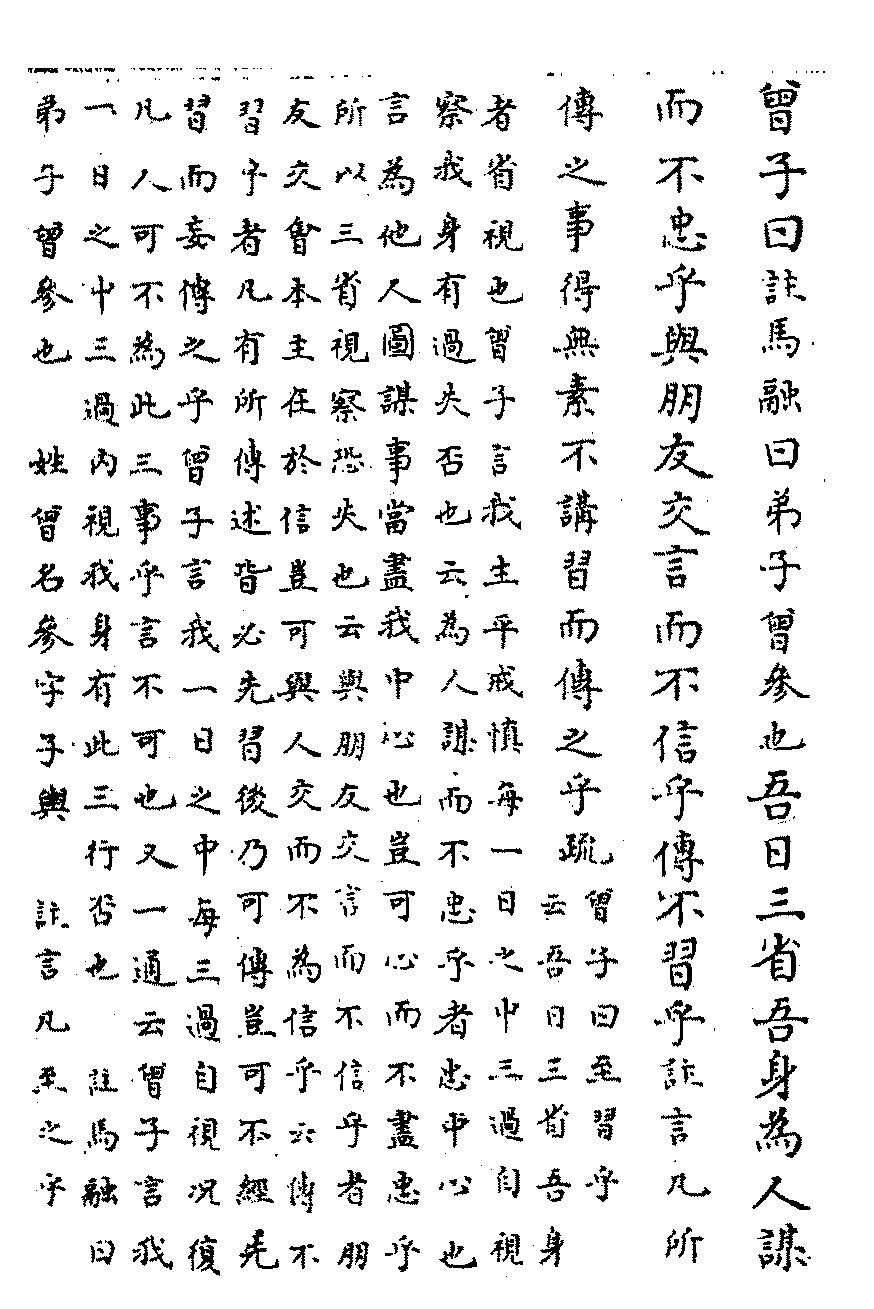 曾子曰註馬融曰弟子曾參也吾日三省吾身為人謀
而不忠乎與朋友交言而不信乎傳不習乎註言凡所
傳之事得無素不講習而傳之乎疏曾子曰至習乎
云吾日三省吾身
者省視也曾子言我生平戒慎每一日之中三過自視
察我身有過失否也云為人謀而不忠乎者忠中心也
言為他人圖謀事當盡我中心也豈可心而不盡忠乎
所以三省視察恐失也云與朋友交言而不信乎者朋
友交會本主在於信豈可與人交而不為信乎云傳不
習乎者凡有所傳述皆必先習後乃可傳豈可不經先
習而妄傳之乎曾子言我一日之中每三過自視況復
凡人可不為此三事乎言不可也又一通云曾子言我
一日之中三過內視我身有此三行否也　註馬融曰
弟子曾參也　姓曾名參字子輿　註言凡至之乎